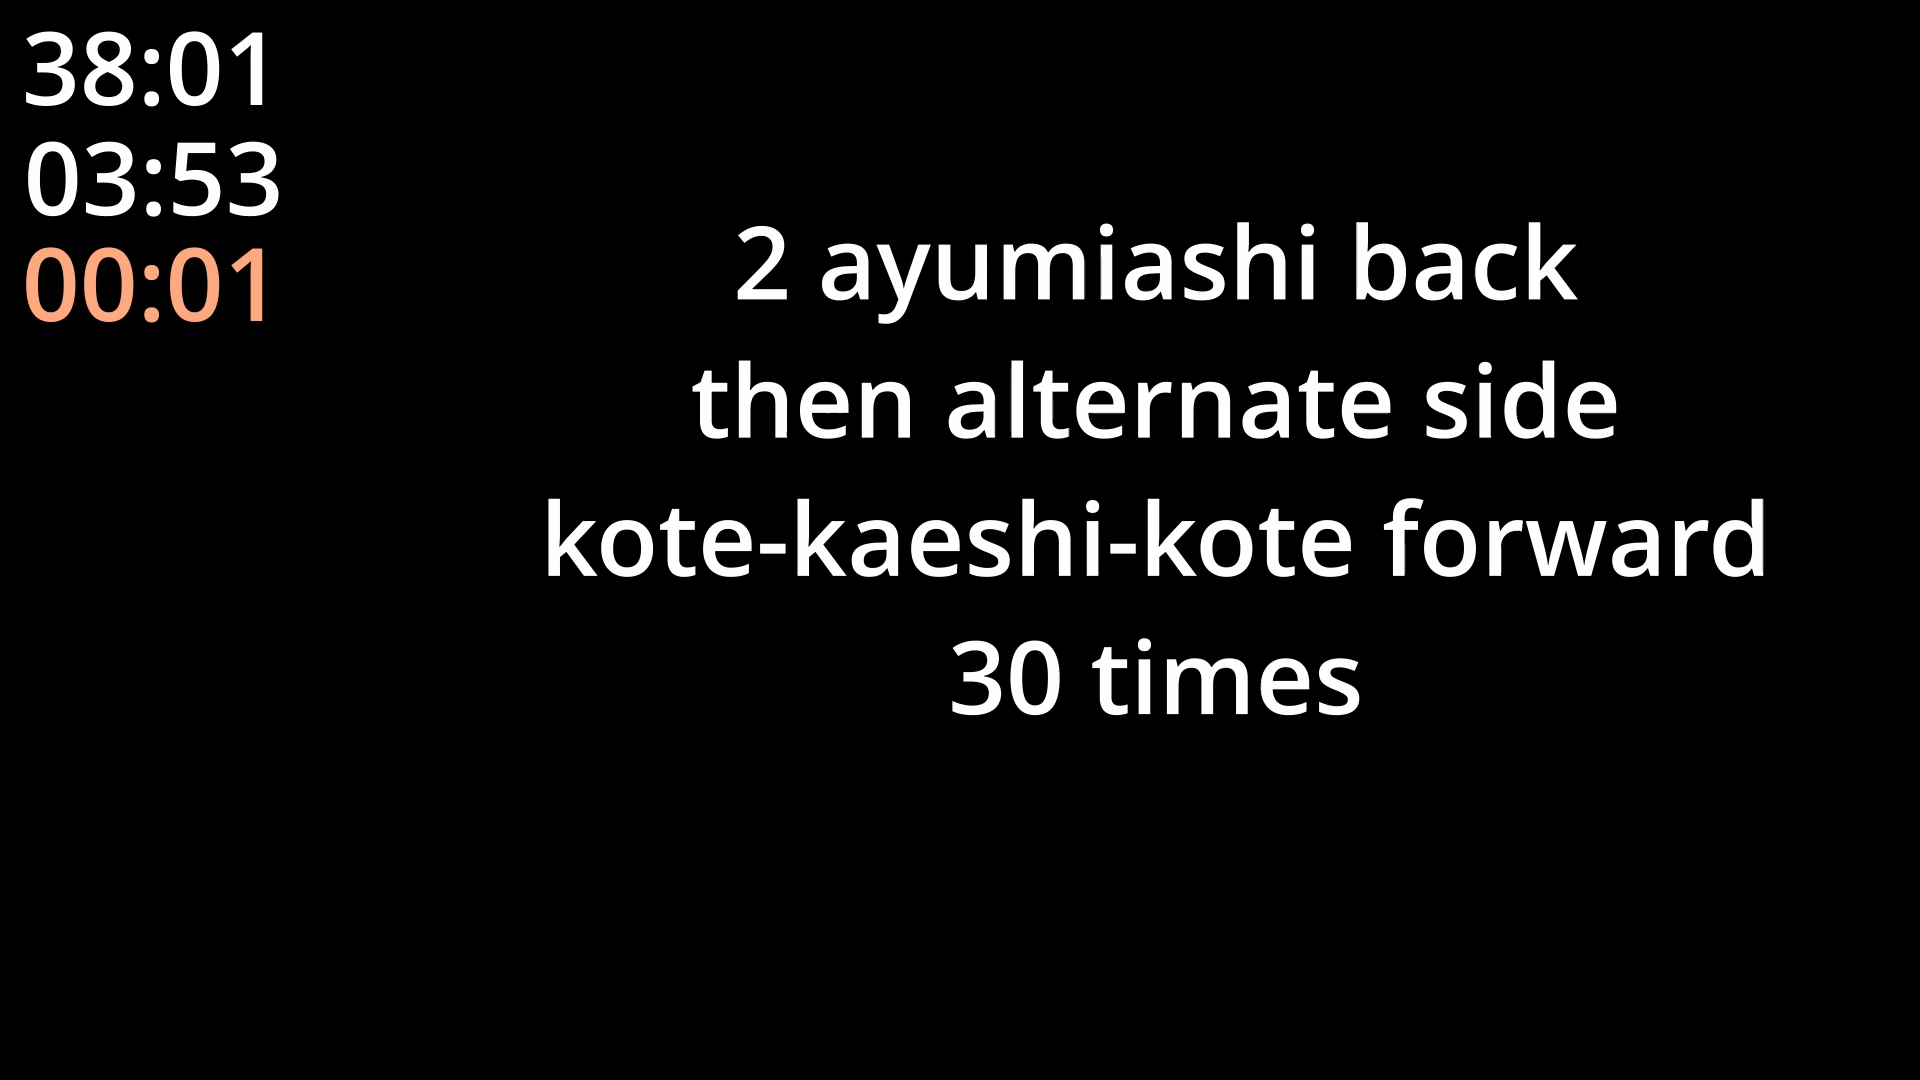 38:01
03:53
00:01
2 ayumiashi back
then alternate side
kote-kaeshi-kote forward
30 times